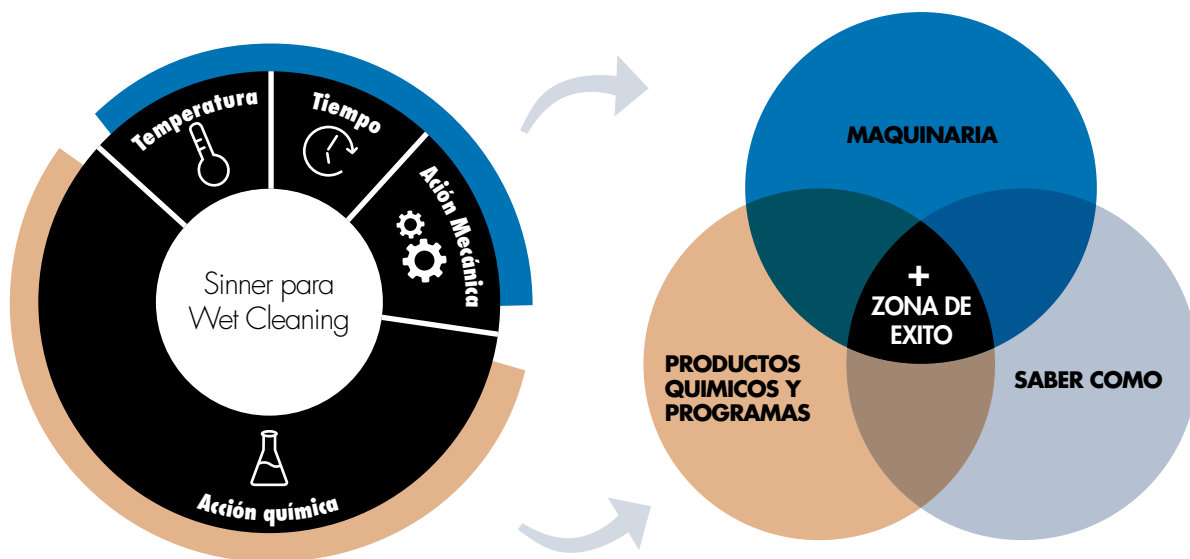 Temperatura
Tiempo
Ación Mecánica
Sinner para
Wet Cleaning
Acción química
MAQUINARIA
+
ZONA DE
EXITO
PRODUCTOS
QUIMICOS Y
PROGRAMAS
SABER COMO